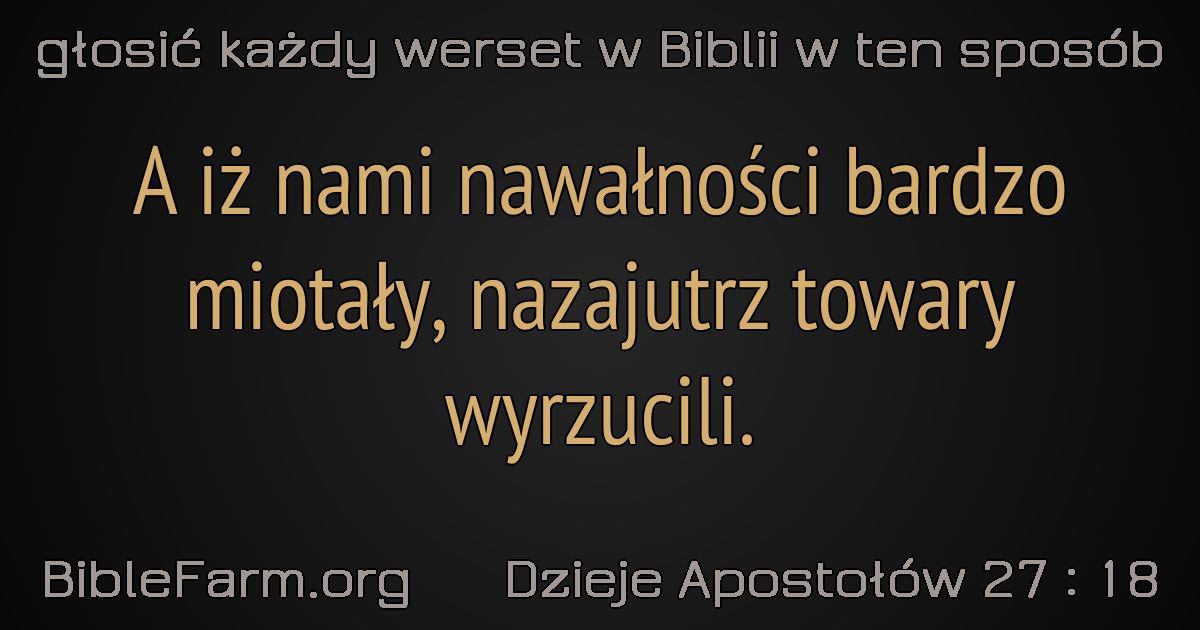 głosić każdy werset w Biblii w ten sposób
A iż nami nawałności bardzo
miotały, nazajutrz towary
wyrzucili.
BibleFarm.org
Dzieje Apostołów 27 : 18